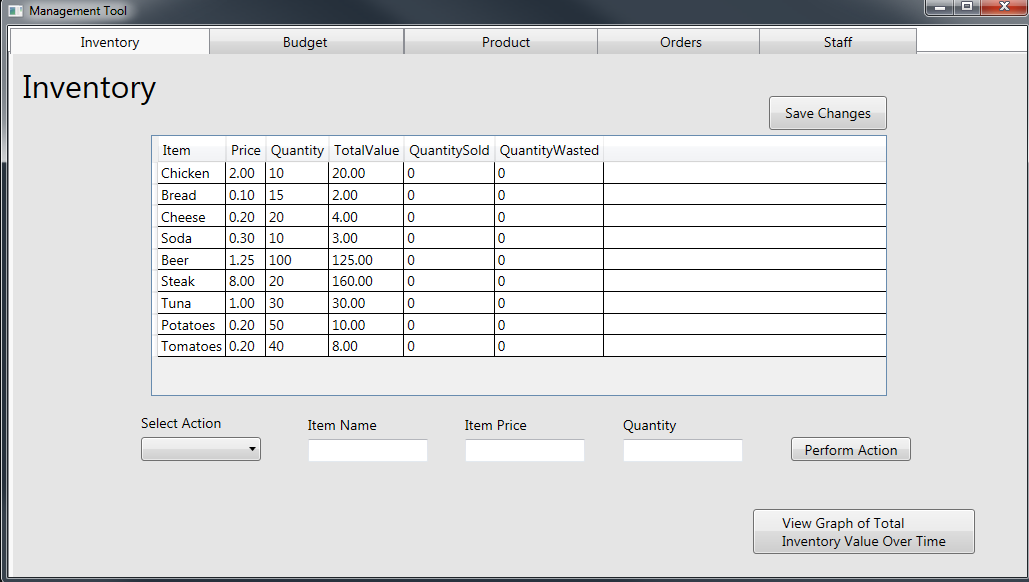 Management Tool
Inventory Budget Product Orders Staff
Inventory
Save Changes
Item Price Quantity TotalValue QuantitySold QuantityWasted
Chicken 2.00 10 20.00 0 0
Bread 0.10 15 2.00 0 0
Cheese 0.20 20 4.00 0 0
Soda 0.30 10 3.00 0 0
Beer 1.25 100 125.00 0 0
Steak 8.00 20 160.00 0 0
Tuna 1.00 30 30.00 0 0
Potatoes 0.20 50 10.00 0 0
Tomatoes 0.20 40 8.00 0 0
Select Action Item Name Item Price Quantity
Perform Action
View Graph of Total
Inventory Value Over Time